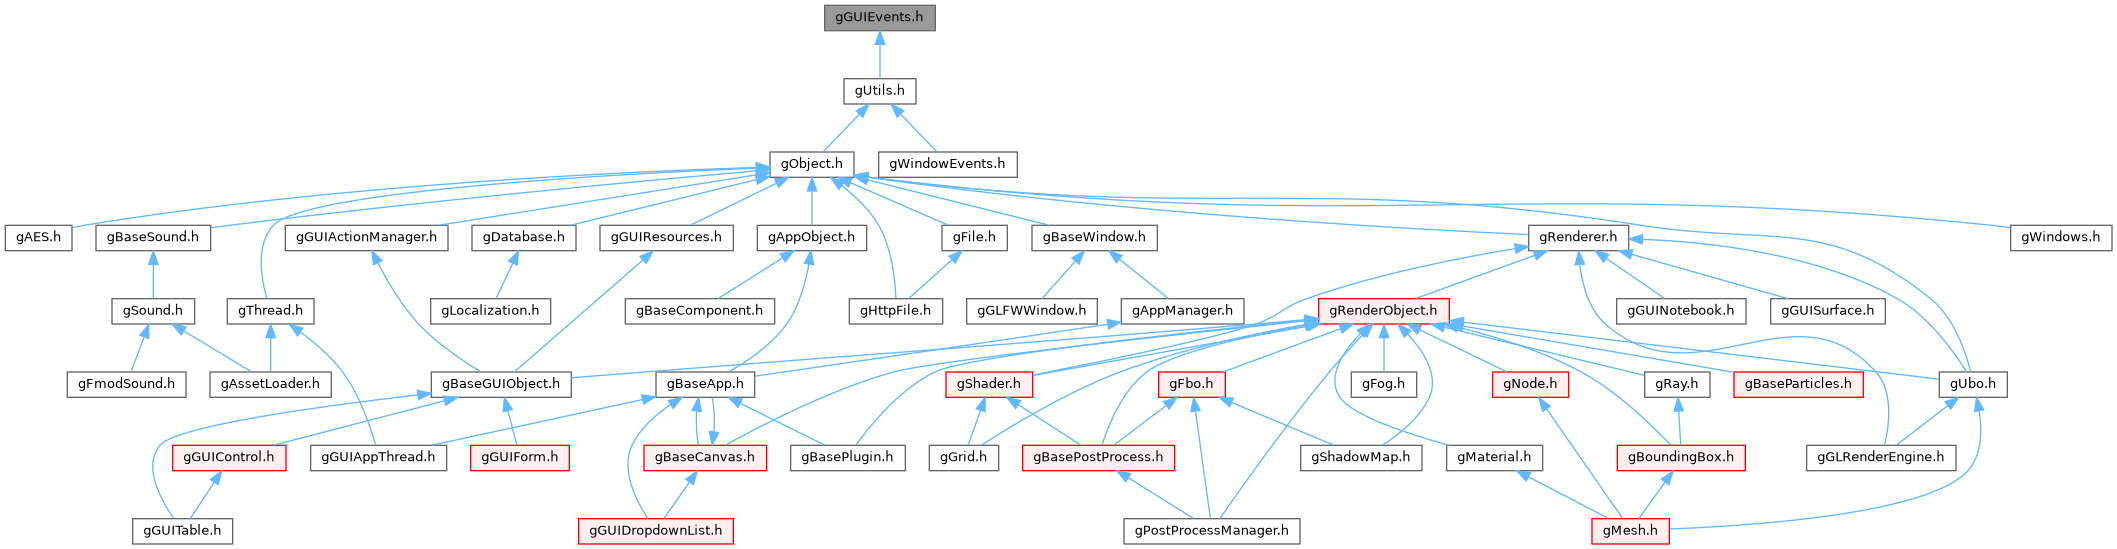 gGUIEvents.h
gUtils.h
gObject.h
gWindowEvents.h
gAES.h
gBaseSound.h
gGUIActionManager.h
gDatabase.h
gGUIResources.h
gAppObject.h
gFile.h
gBaseWindow.h
gRenderer.h
gWindows.h
gSound.h
gThread.h
gLocalization.h
gBaseComponent.h
gHttpFile.h
gGLFWWindow.h
gAppManager.h
gRenderObject.h
gGUINotebook.h
gGUISurface.h
gFmodSound.h
gAssetLoader.h
gBaseGUIObject.h
gBaseApp.h
gShader.h
gFbo.h
gFog.h
gNode.h
gRay.h
gBaseParticles.h
gUbo.h
gGUIControl.h
gGUIAppThread.h
gGUIForm.h
gBaseCanvas.h
gBasePlugin.h
gGrid.h
gBasePostProcess.h
gShadowMap.h
gMaterial.h
gBoundingBox.h
gGLRenderEngine.h
gGUITable.h
gGUIDropdownList.h
gPostProcessManager.h
gMesh.h